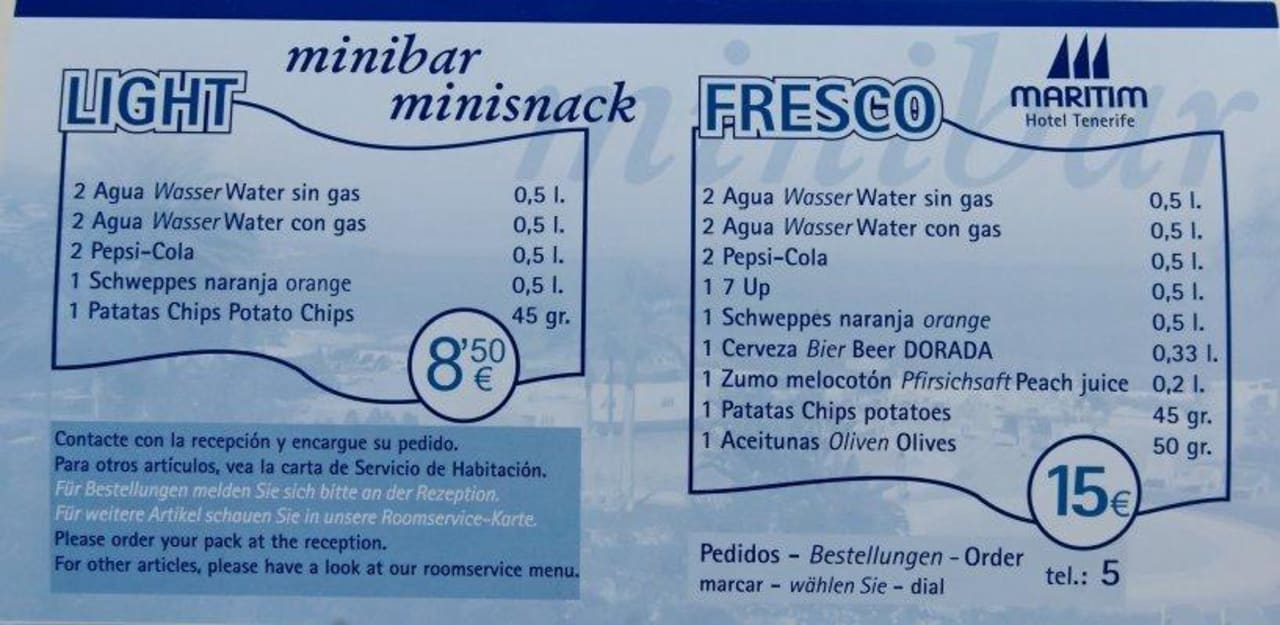 minibar
minisnack
LIGHT
2 Agua Wasser Water sin gas 0,5 l.
2 Agua Wasser Water con gas 0,5 l.
2 Pepsi-Cola 0,5 l.
1 Schweppes naranja orange 0,5 l.
1 Patatas Chips Potato Chips 45 gr.
8'50 €
Contacte con la recepción y encargue su pedido.
Para otros artículos, vea la carta de Servicio de Habitación.
Für Bestellungen melden Sie sich bitte an der Rezeption.
Für weitere Artikel schauen Sie in unsere Roomservice-Karte.
Please order your pack at the reception.
For other articles, please have a look at our roomservice menu.
minibar
MARITIM
Hotel Tenerife
FRESCO
2 Agua Wasser Water sin gas 0,5 l.
2 Agua Wasser Water con gas 0,5 l.
2 Pepsi-Cola 0,5 l.
1 7 Up 0,5 l.
1 Schweppes naranja orange 0,5 l.
1 Cerveza Bier Beer DORADA 0,33 l.
1 Zumo melocotón Pfirsichsaft Peach juice 0,2 l.
1 Patatas Chips potatoes 45 gr.
1 Aceitunas Oliven Olives 50 gr.
15€
Pedidos - Bestellungen - Order
marcar - wählen Sie - dial tel.: 5